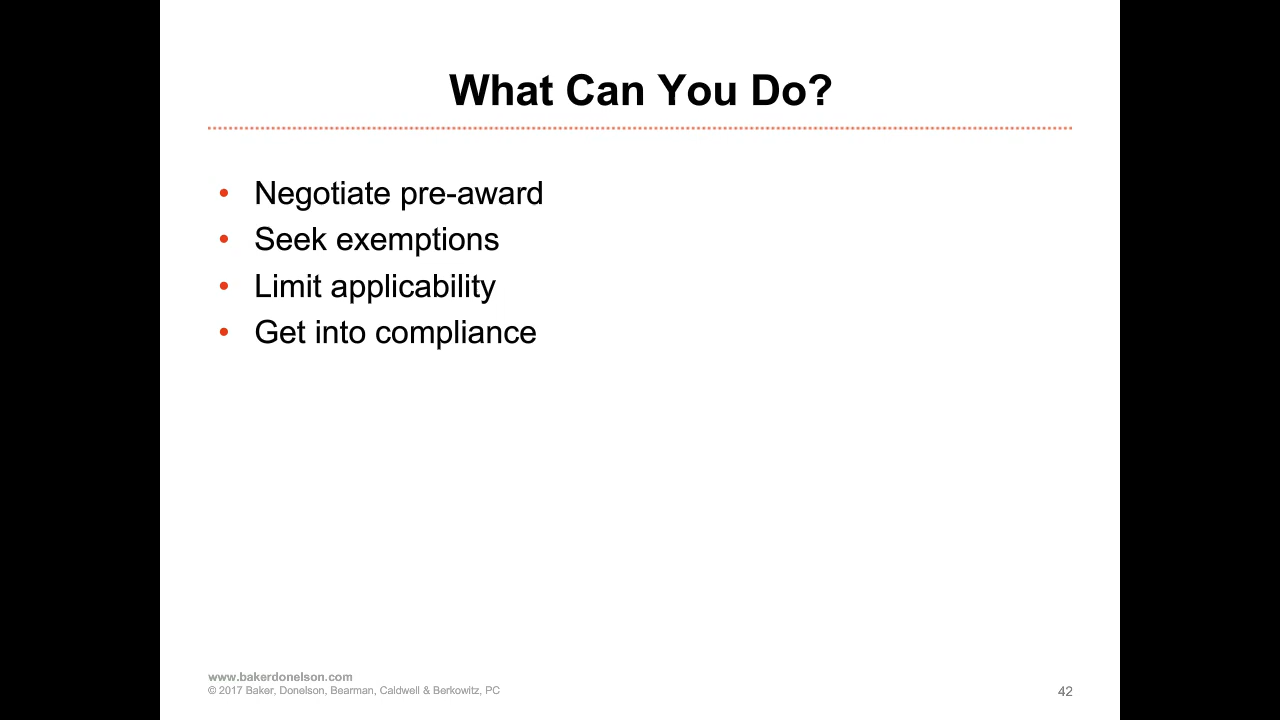 What Can You Do?
• Negotiate pre-award
• Seek exemptions
• Limit applicability
• Get into compliance
www.bakerdonelson.com
© 2017 Baker, Donelson, Bearman, Caldwell & Berkowitz, PC
42